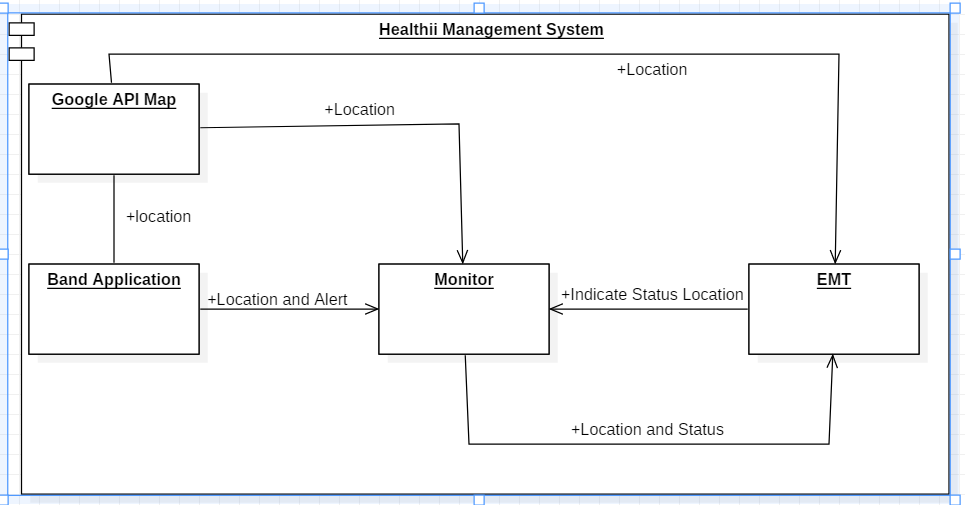 Healthii Management System
+Location
Google API Map
+Location
+location
Band Application
Monitor
EMT
+Location and Alert
+Indicate Status Location
+Location and Status